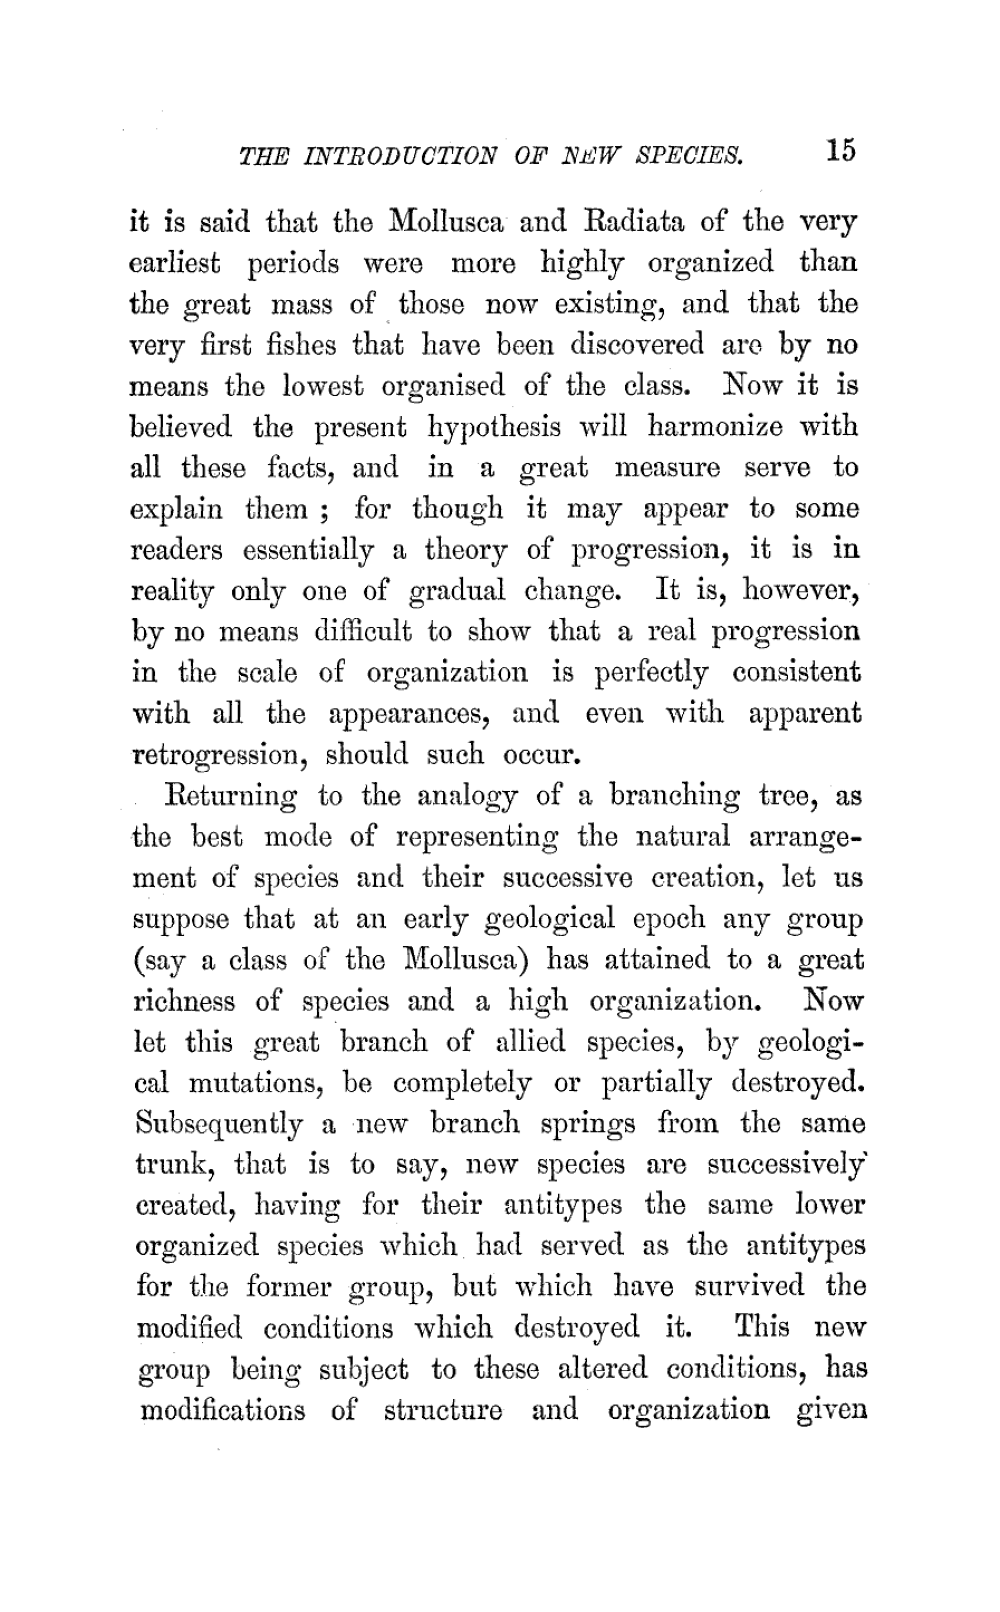 THE INTRODUCTION OF NEW SPECIES. 15
it is said that the Mollusca and Radiata of the very
earliest periods were more highly organized than
the great mass of those now existing, and that the
very first fishes that have been discovered are by no
means the lowest organised of the class. Now it is
believed the present hypothesis will harmonize with
all these facts, and in a great measure serve to
explain them ; for though it may appear to some
readers essentially a theory of progression, it is in
reality only one of gradual change. It is, however,
by no means difficult to show that a real progression
in the scale of organization is perfectly consistent
with all the appearances, and even with apparent
retrogression, should such occur.
Returning to the analogy of a branching tree, as
the best mode of representing the natural arrange-
ment of species and their successive creation, let us
suppose that at an early geological epoch any group
(say a class of the Mollusca) has attained to a great
richness of species and a high organization. Now
let this great branch of allied species, by geologi-
cal mutations, be completely or partially destroyed.
Subsequently a new branch springs from the same
trunk, that is to say, new species are successively
created, having for their antitypes the same lower
organized species which had served as the antitypes
for the former group, but which have survived the
modified conditions which destroyed it. This new
group being subject to these altered conditions, has
modifications of structure and organization given